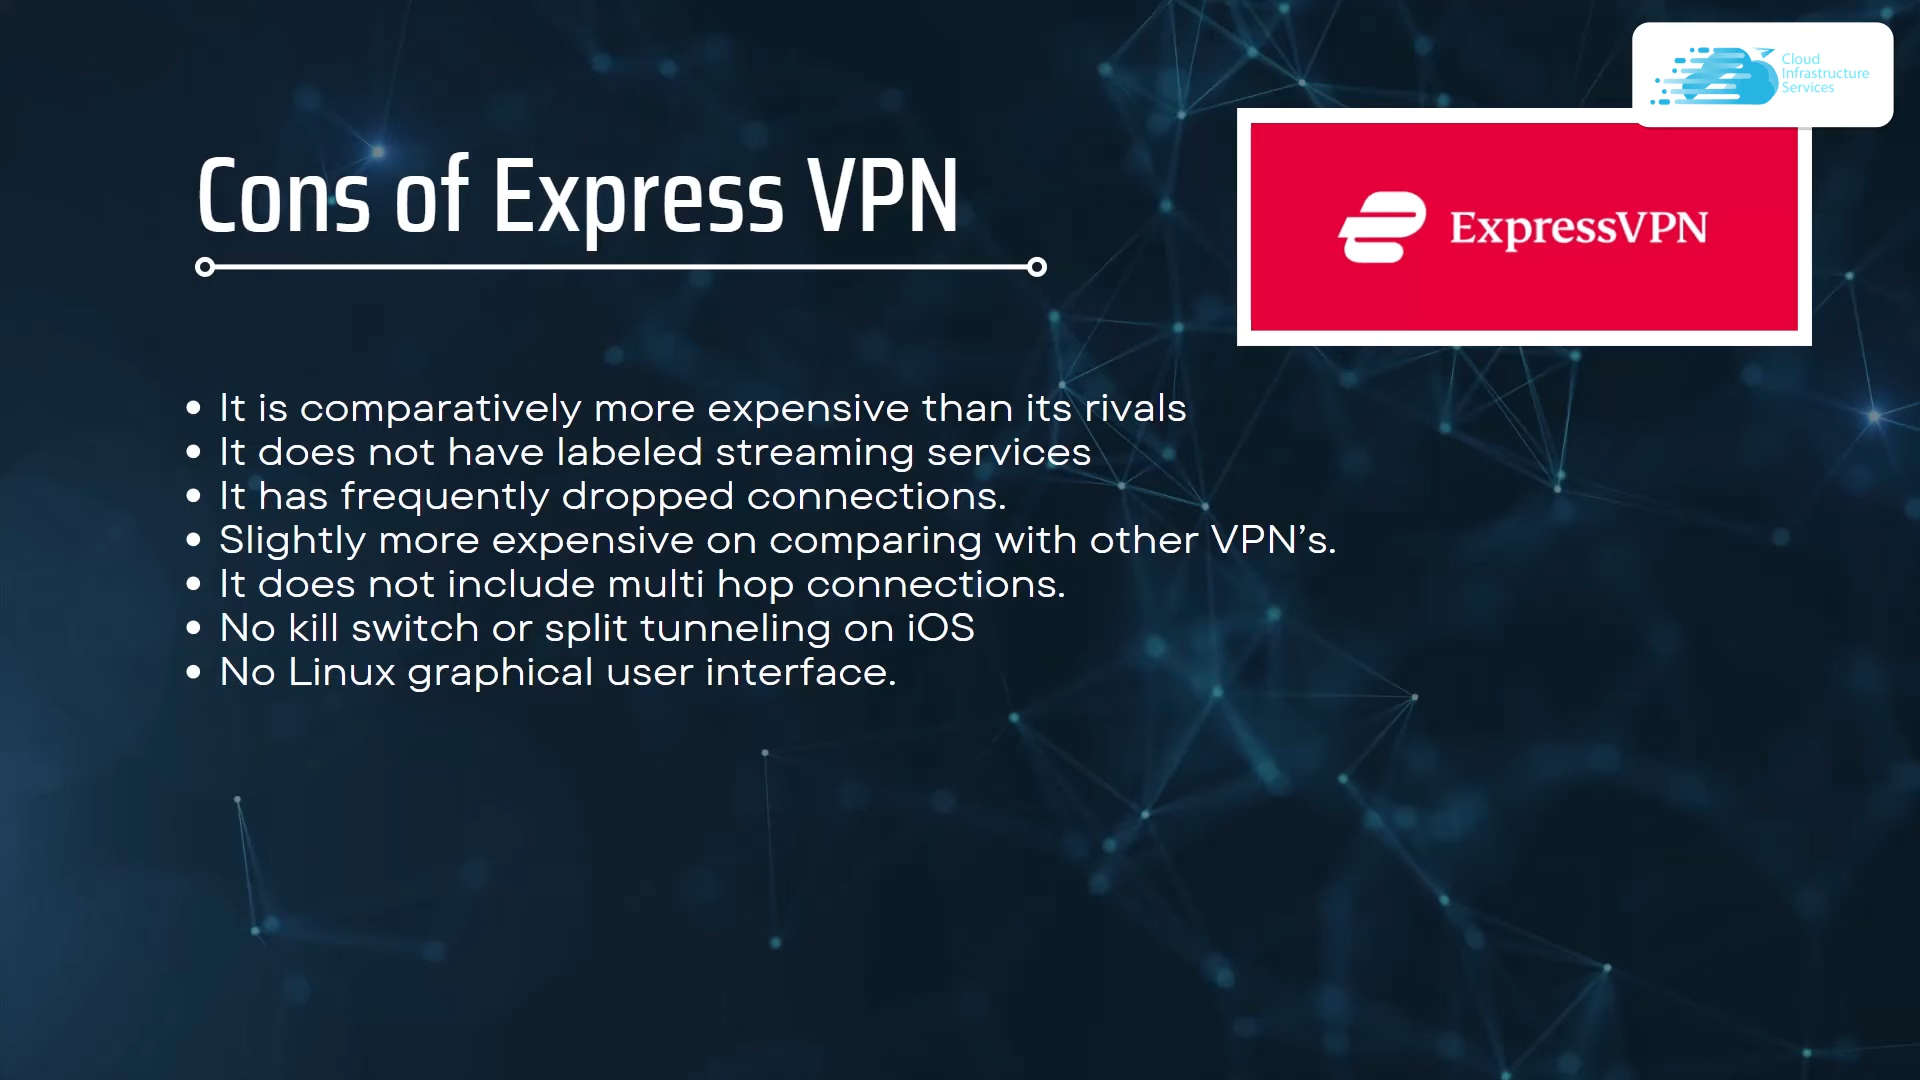 Cloud
Infrastructure
Services
Cons of Express VPN
ExpressVPN
• It is comparatively more expensive than its rivals
• It does not have labeled streaming services
• It has frequently dropped connections.
• Slightly more expensive on comparing with other VPN’s.
• It does not include multi hop connections.
• No kill switch or split tunneling on iOS
• No Linux graphical user interface.